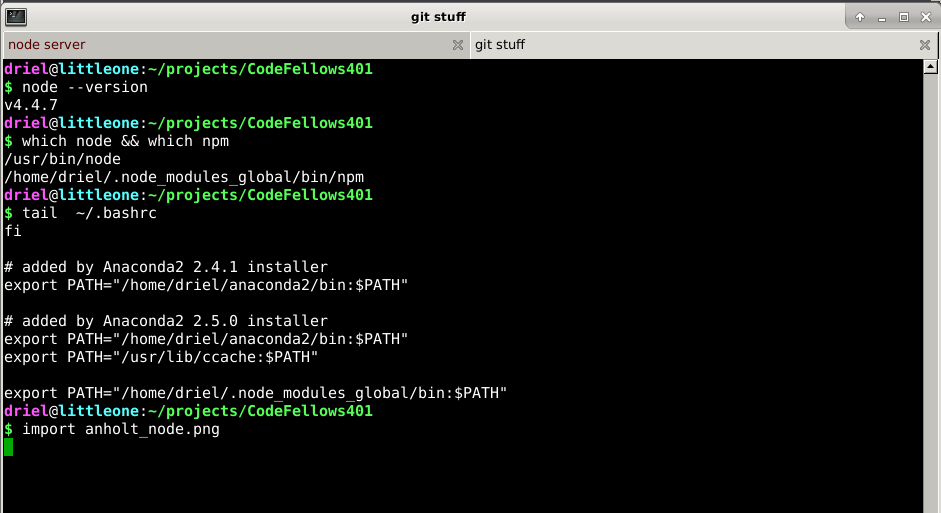 git stuff
node server
git stuff
driel@littleone:~/projects/CodeFellows401
$ node --version
v4.4.7
driel@littleone:~/projects/CodeFellows401
$ which node && which npm
/usr/bin/node
/home/driel/.node_modules_global/bin/npm
driel@littleone:~/projects/CodeFellows401
$ tail  ~/.bashrc
fi
# added by Anaconda2 2.4.1 installer
export PATH="/home/driel/anaconda2/bin:$PATH"
# added by Anaconda2 2.5.0 installer
export PATH="/home/driel/anaconda2/bin:$PATH"
export PATH="/usr/lib/ccache:$PATH"
export PATH="/home/driel/.node_modules_global/bin:$PATH"
driel@littleone:~/projects/CodeFellows401
$ import anholt_node.png